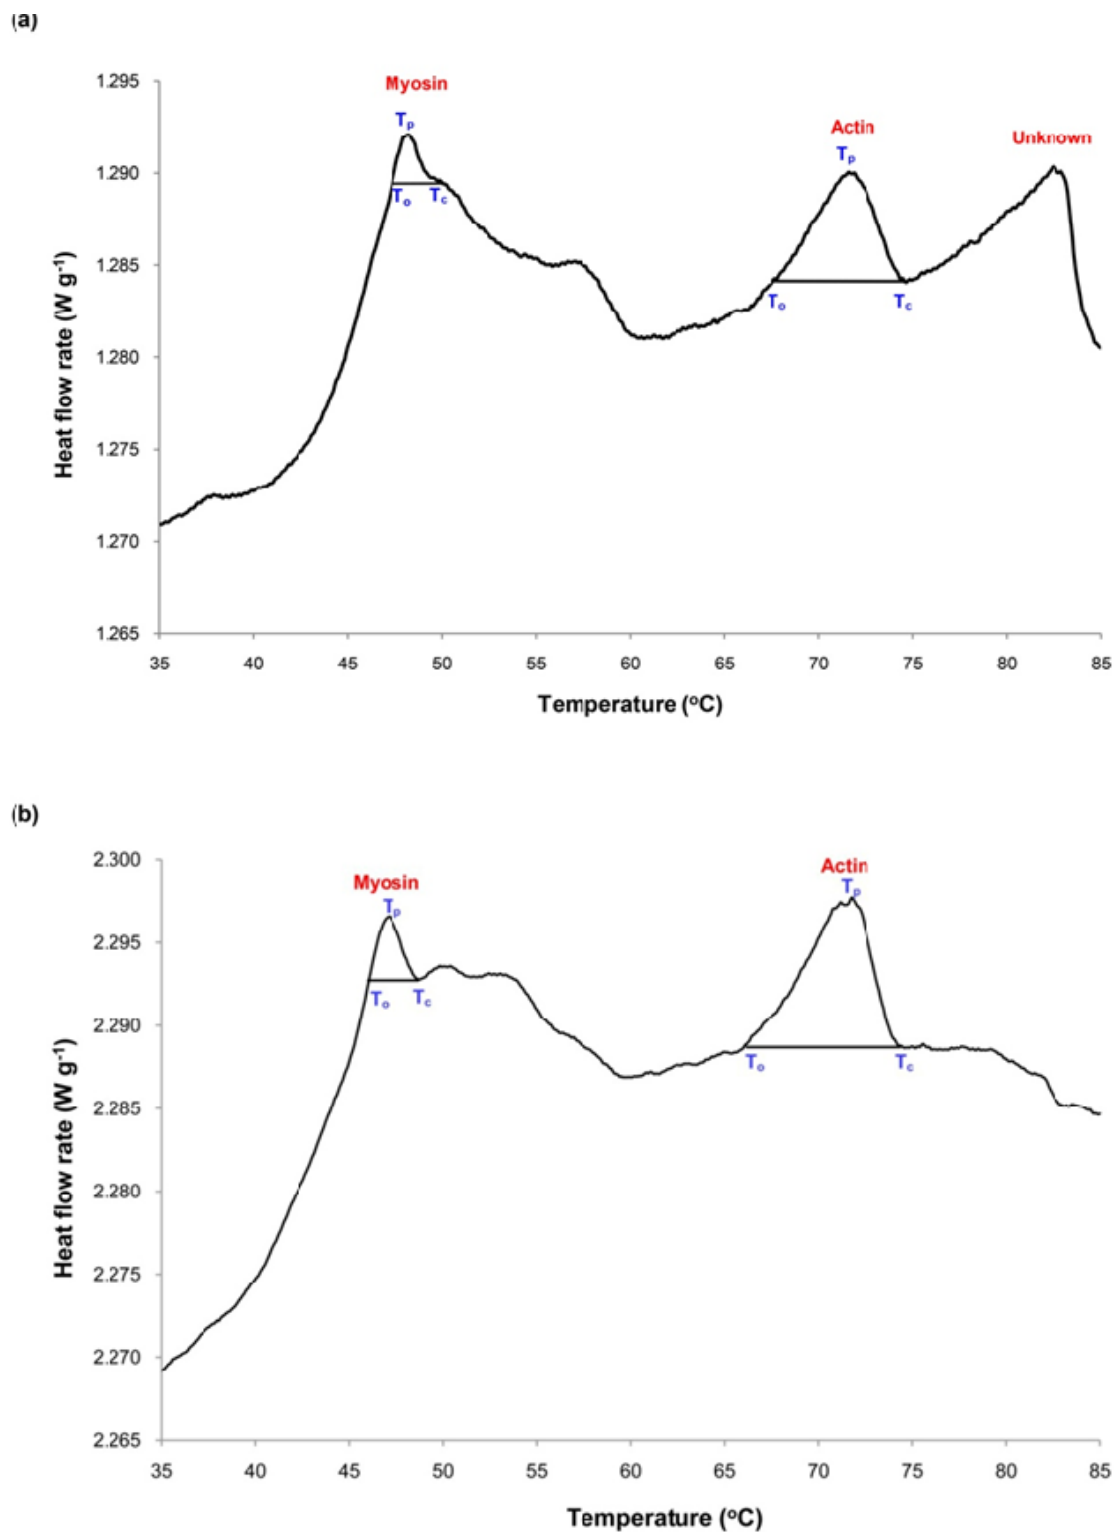 (a)
Myosin
Tp
Actin
Tp
Unknown
To
Tc
To
Tc
1.295
1.290
1.285
1.280
1.275
1.270
1.265
Heat flow rate (W g-1)
35 40 45 50 55 60 65 70 75 80 85
Temperature (oC)
(b)
Myosin
Tp
Actin
Tp
To
Tc
To
Tc
2.300
2.295
2.290
2.285
2.280
2.275
2.270
2.265
Heat flow rate (W g-1)
35 40 45 50 55 60 65 70 75 80 85
Temperature (oC)